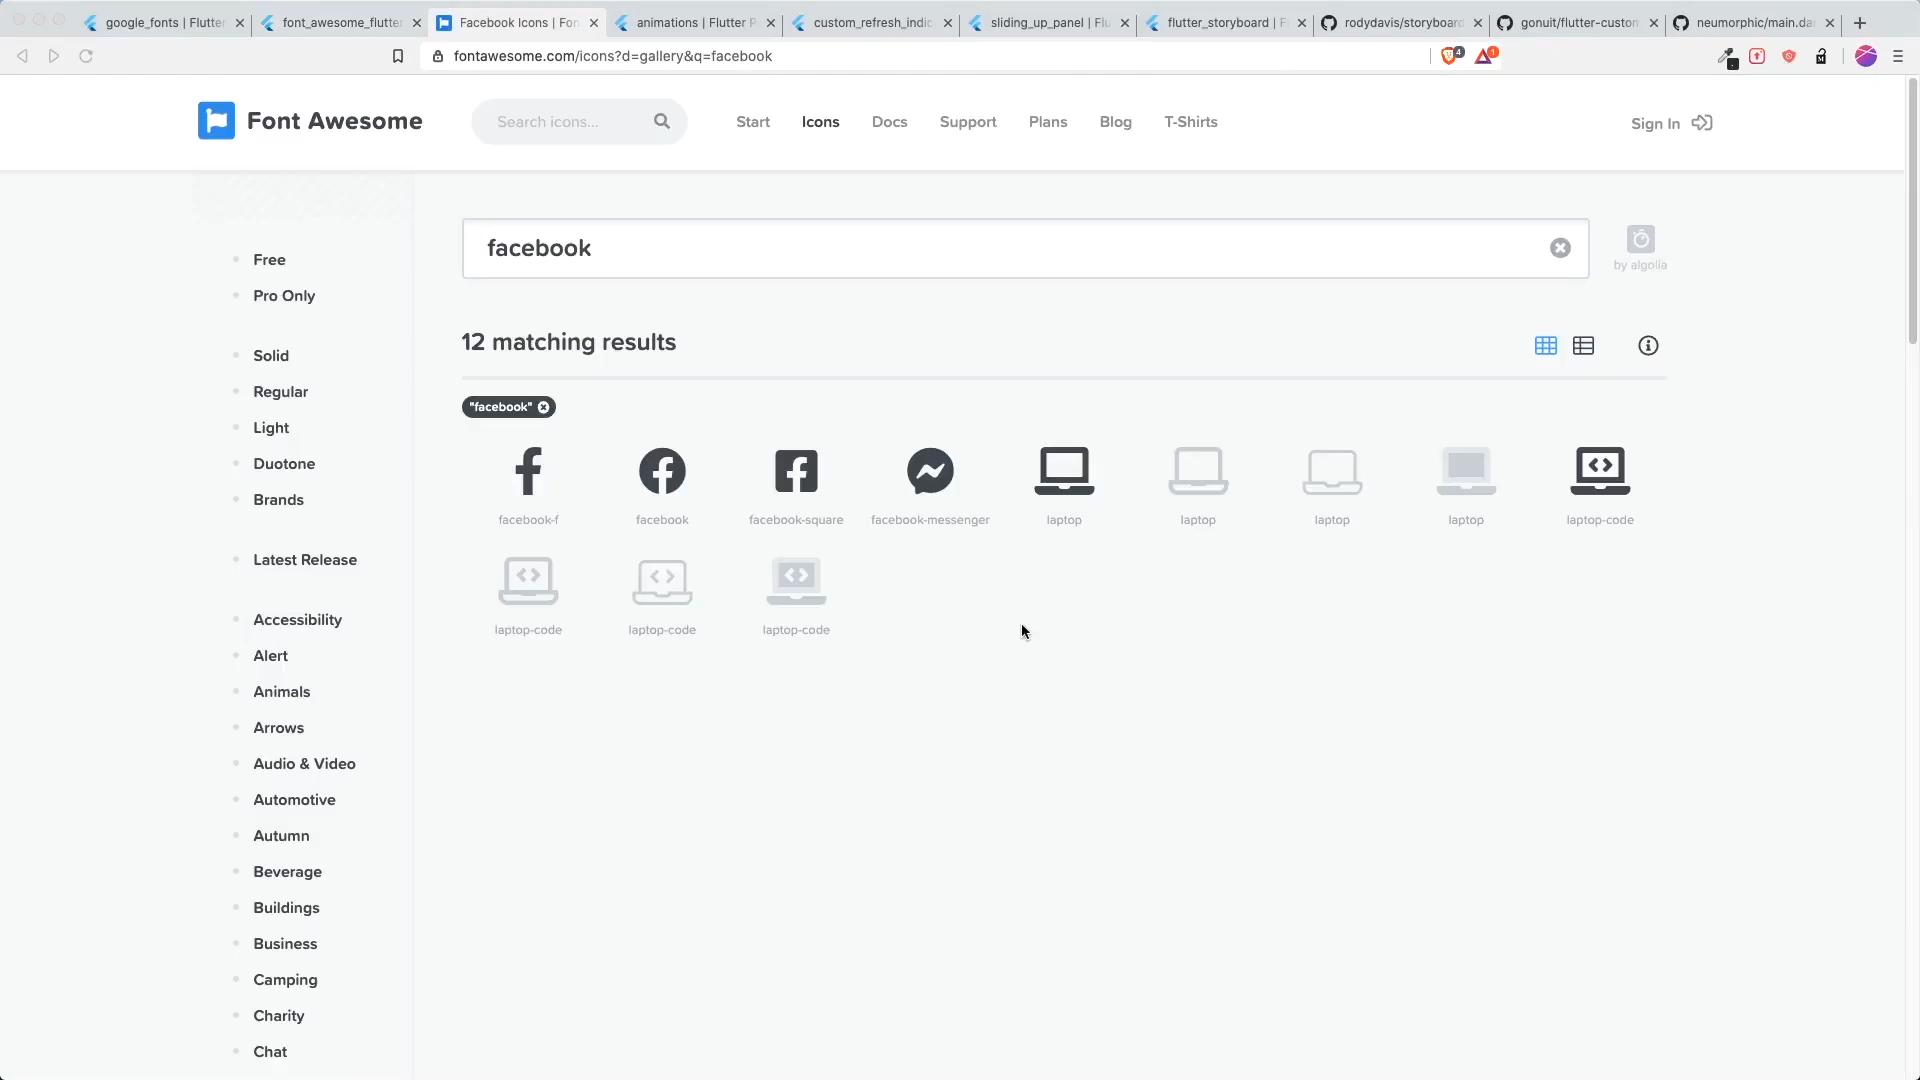 google_fonts | Flutter
font_awesome_flutter
Facebook Icons | Fon
animations | Flutter P
custom_refresh_indic
sliding_up_panel | Flu
flutter_storyboard | F
rodydavis/storyboard
gonuit/flutter-custom
neumorphic/main.da
fontawesome.com/icons?d=gallery&q=facebook
4
1
Font Awesome
Search icons...
Start
Icons
Docs
Support
Plans
Blog
T-Shirts
Sign In
facebook
by algolia
Free
Pro Only
Solid
Regular
Light
Duotone
Brands
Latest Release
Accessibility
Alert
Animals
Arrows
Audio & Video
Automotive
Autumn
Beverage
Buildings
Business
Camping
Charity
Chat
12 matching results
"facebook"
facebook-f
facebook
facebook-square
facebook-messenger
laptop
laptop
laptop
laptop
laptop-code
laptop-code
laptop-code
laptop-code